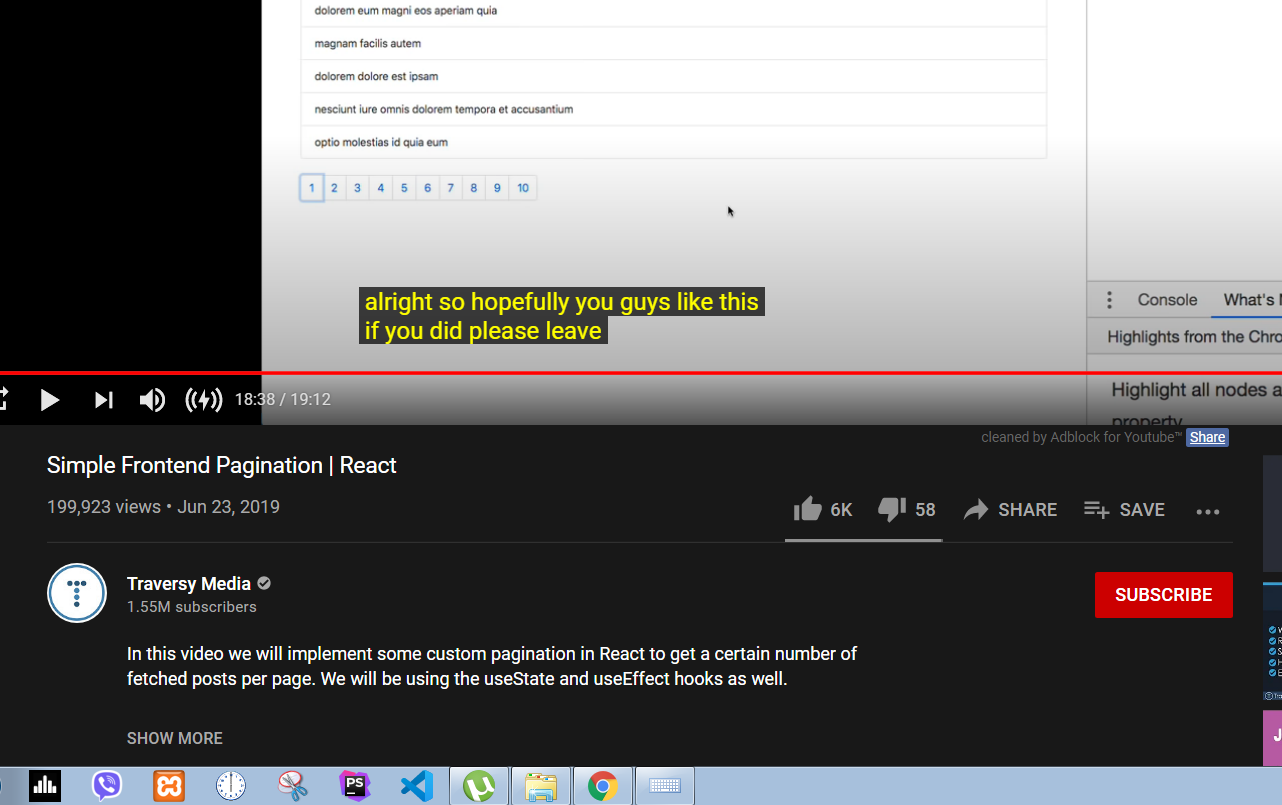 dolorem eum magni eos aperiam quia
magnam facilis autem
dolorem dolore est ipsam
nesciunt iure omnis dolorem tempora et accusantium
optio molestias id quia eum
1 2 3 4 5 6 7 8 9 10
alright so hopefully you guys like this
if you did please leave
Console What's
Highlights from the Chro
Highlight all nodes a
property
18:38 / 19:12
cleaned by Adblock for Youtube™ Share
Simple Frontend Pagination | React
199,923 views • Jun 23, 2019
6K 58 SHARE SAVE
Traversy Media
1.55M subscribers
SUBSCRIBE
In this video we will implement some custom pagination in React to get a certain number of
fetched posts per page. We will be using the useState and useEffect hooks as well.
SHOW MORE
PS